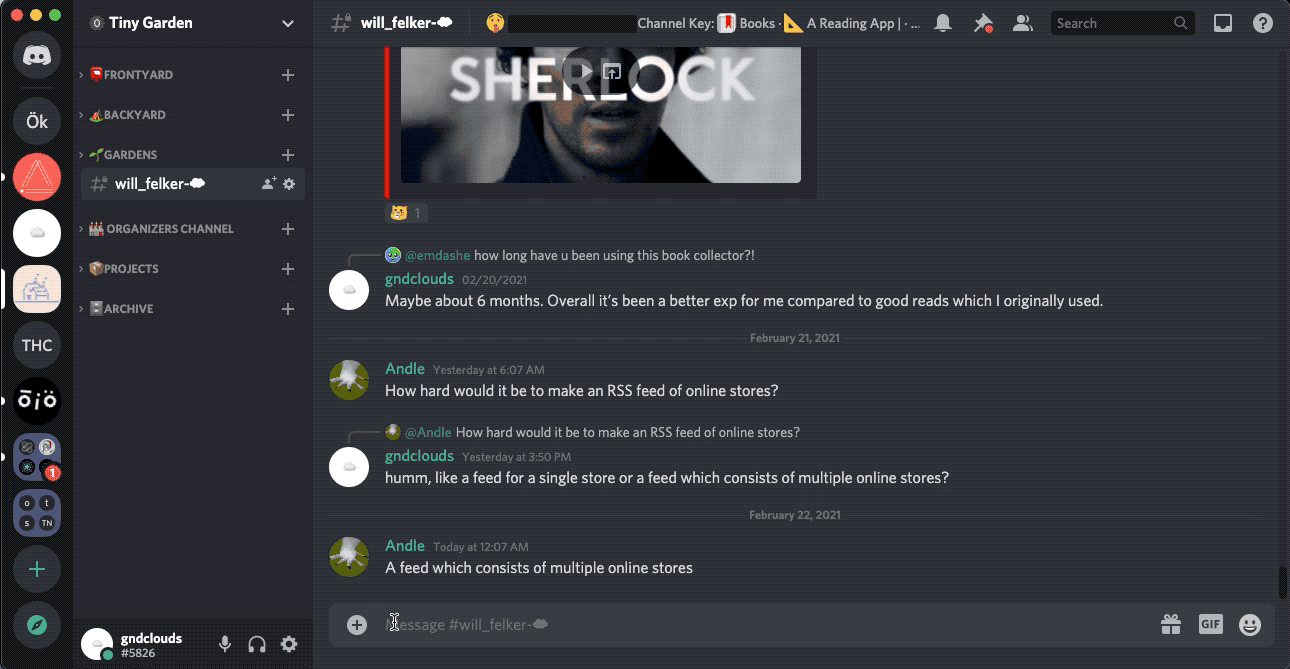 Tiny Garden
will_felker-
Channel Key: Books · A Reading App | · ...
Search
Ök
THC
ōjö
1
o t
s TN
FRONTYARD
BACKYARD
GARDENS
will_felker-
ORGANIZERS CHANNEL
PROJECTS
ARCHIVE
gndclouds
#5826
SHERLOCK
1
@emdashe how long have u been using this book collector?!
gndclouds 02/20/2021
Maybe about 6 months. Overall it's been a better exp for me compared to good reads which I originally used.
February 21, 2021
Andle Yesterday at 6:07 AM
How hard would it be to make an RSS feed of online stores?
@Andle How hard would it be to make an RSS feed of online stores?
gndclouds Yesterday at 3:50 PM
humm, like a feed for a single store or a feed which consists of multiple online stores?
February 22, 2021
Andle Today at 12:07 AM
A feed which consists of multiple online stores
Message #will_felker-
GIF